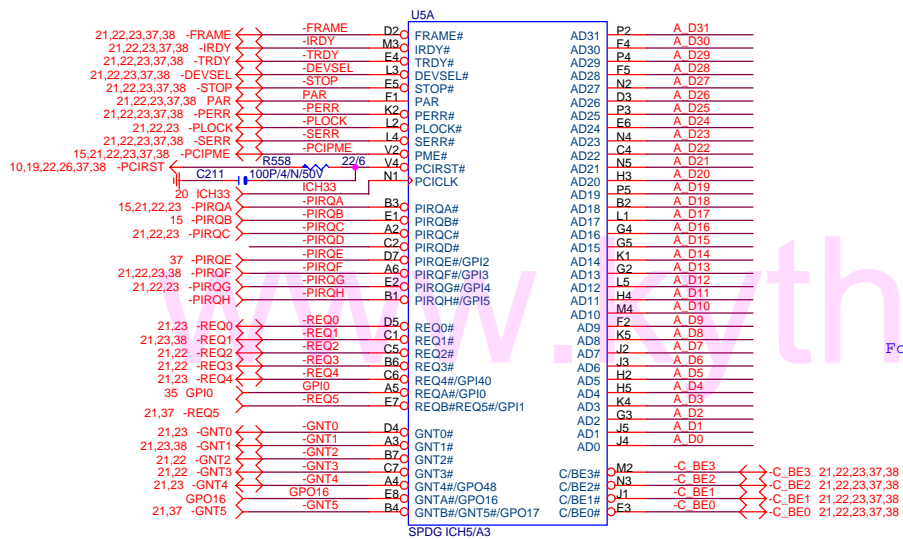 U5A
21,22,23,37,38 -FRAME -FRAME D2 FRAME# AD31 P2 A_D31
21,22,23,37,38 -IRDY -IRDY M3 IRDY# AD30 F4 A_D30
21,22,23,37,38 -TRDY -TRDY E4 TRDY# AD29 P4 A_D29
21,22,23,37,38 -DEVSEL -DEVSEL L3 DEVSEL# AD28 F5 A_D28
21,22,23,37,38 -STOP -STOP E5 STOP# AD27 N2 A_D27
21,22,23,37,38 PAR PAR F1 PAR AD26 D3 A_D26
21,22,23,37,38 -PERR -PERR K2 PERR# AD25 P3 A_D25
21,22,23 -PLOCK -PLOCK L2 PLOCK# AD24 E6 A_D24
21,22,23,37,38 -SERR -SERR L4 SERR# AD23 N4 A_D23
15,21,22,23,37,38 -PCIPME -PCIPME V2 PME# AD22 C4 A_D22
10,19,22,26,37,38 -PCIRST R558 22/6 V4 PCIRST# AD21 N5 A_D21
C211 100P/4/N/50V N1 PCICLK AD20 H3 A_D20
20 ICH33 ICH33 AD19 P5 A_D19
15,21,22,23 -PIRQA -PIRQA B3 PIRQA# AD18 B2 A_D18
15 -PIRQB -PIRQB E1 PIRQB# AD17 L1 A_D17
21,22,23 -PIRQC -PIRQC A2 PIRQC# AD16 G4 A_D16
-PIRQD C2 PIRQD# AD15 G5 A_D15
37 -PIRQE -PIRQE D7 PIRQE#/GPI2 AD14 K1 A_D14
21,22,23,38 -PIRQF -PIRQF A6 PIRQF#/GPI3 AD13 G2 A_D13
21,22,23 -PIRQG -PIRQG E2 PIRQG#/GPI4 AD12 L5 A_D12
-PIRQH -PIRQH B1 PIRQH#/GPI5 AD11 H4 A_D11
AD10 M4 A_D10
21,23 -REQ0 -REQ0 D5 REQ0# AD9 F2 A_D9
21,23,38 -REQ1 -REQ1 C1 REQ1# AD8 K5 A_D8
21,22 -REQ2 -REQ2 C5 REQ2# AD7 J2 A_D7
21,22 -REQ3 -REQ3 B6 REQ3# AD6 J3 A_D6
21,23 -REQ4 -REQ4 C6 REQ4#/GPI40 AD5 H2 A_D5
35 GPI0 GPI0 A5 REQA#/GPI0 AD4 H5 A_D4
21,37 -REQ5 -REQ5 E7 REQB#REQ5#/GPI1 AD3 K4 A_D3
AD2 G3 A_D2
21,23 -GNT0 -GNT0 D4 GNT0# AD1 J5 A_D1
21,23,38 -GNT1 -GNT1 A3 GNT1# AD0 J4 A_D0
21,22 -GNT2 -GNT2 B7 GNT2#
21,22 -GNT3 -GNT3 C7 GNT3# C/BE3# M2 -C_BE3 -C_BE3 21,22,23,37,38
21,23 -GNT4 -GNT4 A4 GNT4#/GPO48 C/BE2# N3 -C_BE2 -C_BE2 21,22,23,37,38
GPO16 GPO16 E8 GNTA#/GPO16 C/BE1# J1 -C_BE1 -C_BE1 21,22,23,37,38
21,37 -GNT5 -GNT5 B4 GNTB#/GNT5#/GPO17 C/BE0# E3 -C_BE0 -C_BE0 21,22,23,37,38
SPDG ICH5/A3
www.kyth
Fo